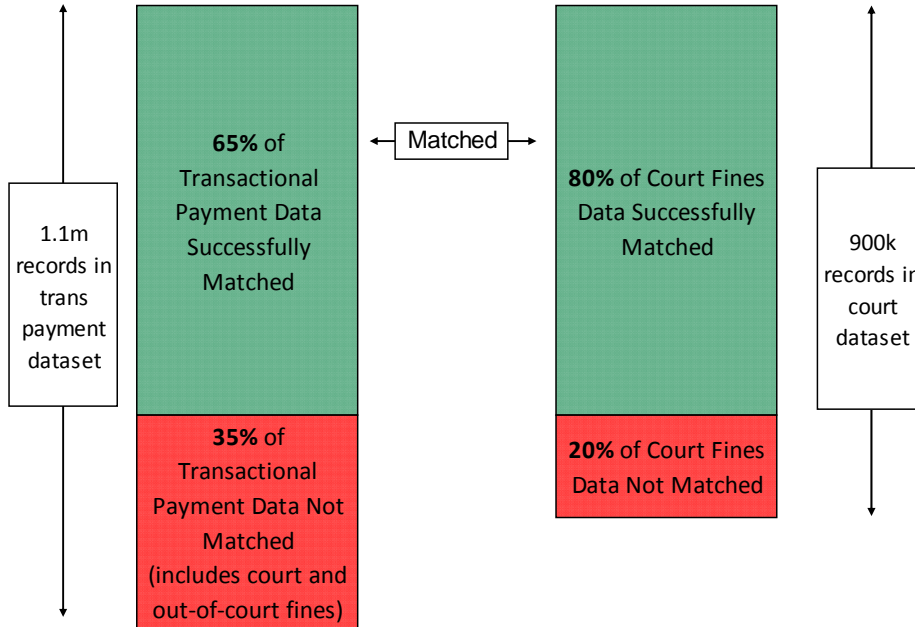 1.1m
records in
trans
payment
dataset
65% of
Transactional
Payment Data
Successfully
Matched
35% of
Transactional
Payment Data Not
Matched
(includes court and
out-of-court fines)
Matched
80% of Court Fines
Data Successfully
Matched
20% of Court Fines
Data Not Matched
900k
records in
court
dataset